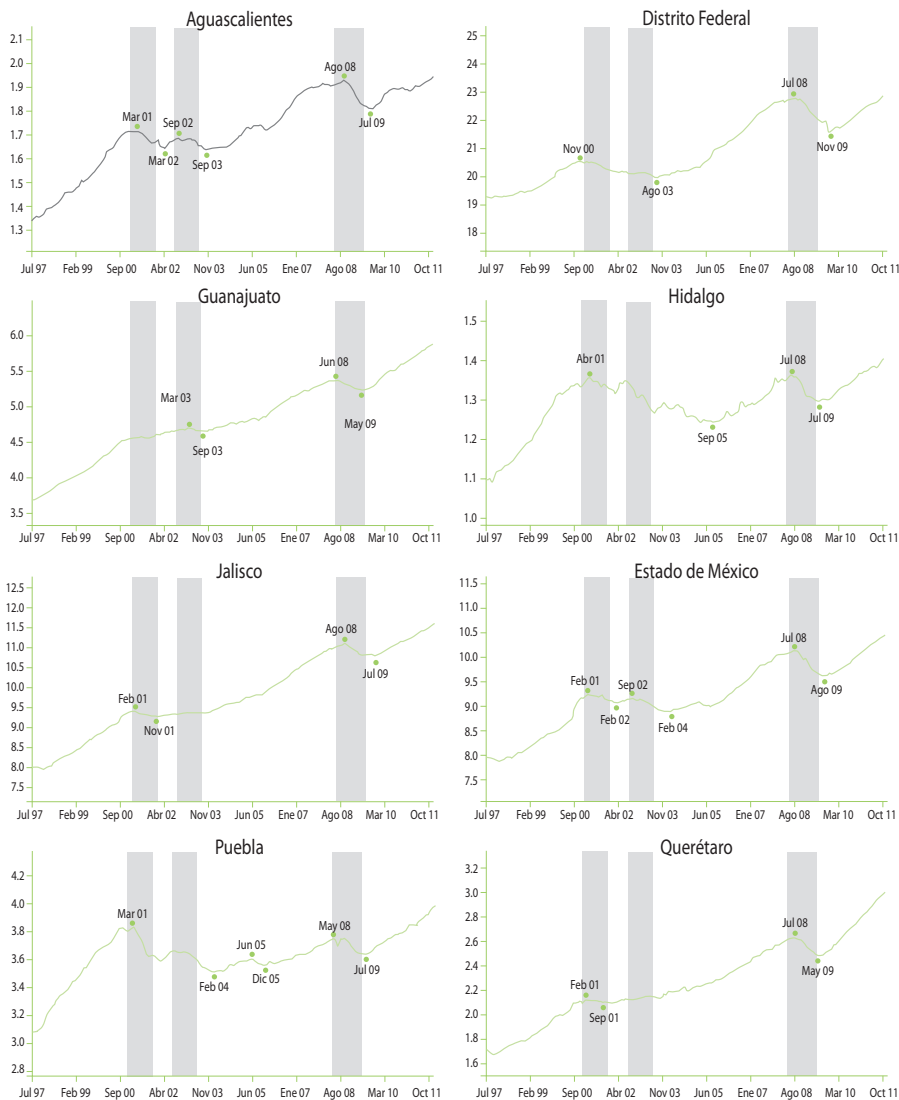 Aguascalientes
2.1
2.0
1.9
1.8
1.7
1.6
1.5
1.4
1.3
Mar 01
Mar 02
Sep 02
Sep 03
Ago 08
Jul 09
Jul 97 Feb 99 Sep 00 Abr 02 Nov 03 Jun 05 Ene 07 Ago 08 Mar 10 Oct 11
Distrito Federal
25
24
23
22
21
20
19
18
Nov 00
Ago 03
Jul 08
Nov 09
Jul 97 Feb 99 Sep 00 Abr 02 Nov 03 Jun 05 Ene 07 Ago 08 Mar 10 Oct 11
Guanajuato
6.0
5.5
5.0
4.5
4.0
3.5
Mar 03
Sep 03
Jun 08
May 09
Jul 97 Feb 99 Sep 00 Abr 02 Nov 03 Jun 05 Ene 07 Ago 08 Mar 10 Oct 11
Hidalgo
1.5
1.4
1.3
1.2
1.1
1.0
Abr 01
Sep 05
Jul 08
Jul 09
Jul 97 Feb 99 Sep 00 Abr 02 Nov 03 Jun 05 Ene 07 Ago 08 Mar 10 Oct 11
Jalisco
12.5
12.0
11.5
11.0
10.5
10.0
9.5
9.0
8.5
8.0
7.5
Feb 01
Nov 01
Ago 08
Jul 09
Jul 97 Feb 99 Sep 00 Abr 02 Nov 03 Jun 05 Ene 07 Ago 08 Mar 10 Oct 11
Estado de México
11.5
11.0
10.5
10.0
9.5
9.0
8.5
8.0
7.5
Feb 01
Feb 02
Sep 02
Feb 04
Jul 08
Ago 09
Jul 97 Feb 99 Sep 00 Abr 02 Nov 03 Jun 05 Ene 07 Ago 08 Mar 10 Oct 11
Puebla
4.2
4.0
3.8
3.6
3.4
3.2
3.0
2.8
Mar 01
Feb 04
Jun 05
Dic 05
May 08
Jul 09
Jul 97 Feb 99 Sep 00 Abr 02 Nov 03 Jun 05 Ene 07 Ago 08 Mar 10 Oct 11
Querétaro
3.2
3.0
2.8
2.6
2.4
2.2
2.0
1.8
1.6
Feb 01
Sep 01
Jul 08
May 09
Jul 97 Feb 99 Sep 00 Abr 02 Nov 03 Jun 05 Ene 07 Ago 08 Mar 10 Oct 11